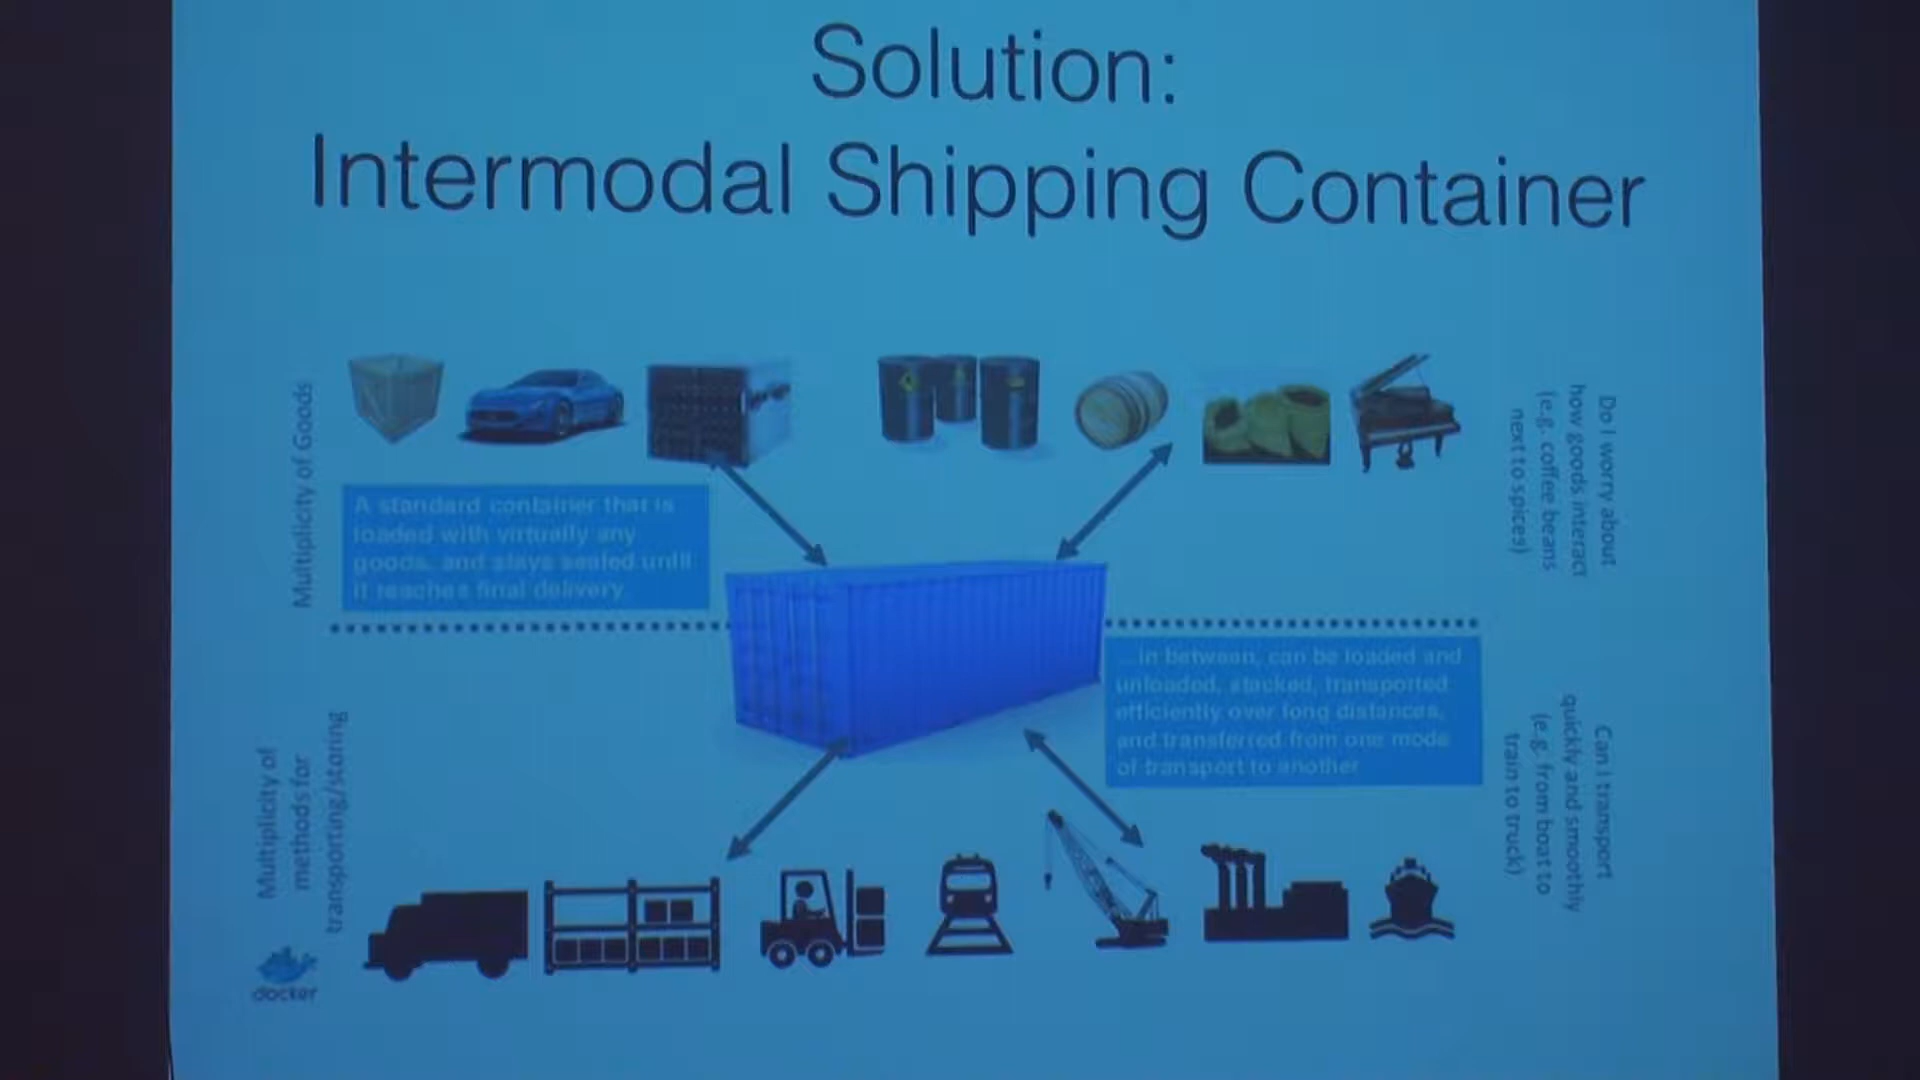 Solution:
Intermodal Shipping Container
Multiplicity of Goods
A standard container that is
loaded with virtually any
goods, and stays sealed until
it reaches final delivery.
Do I worry about
how goods interact
(e.g. coffee beans
next to spices)
...in between, can be loaded and
unloaded, stacked, transported
efficiently over long distances,
and transferred from one mode
of transport to another
Multiplicity of
methods for
transporting/storing
Can I transport
quickly and smoothly
(e.g. from boat to
train to truck)
docker